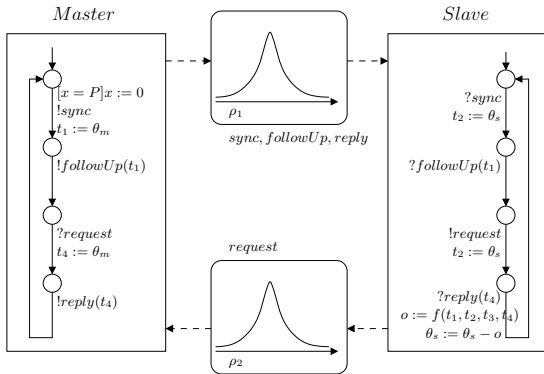 Master
Slave
[x = P]x := 0
!sync
t₁ := θₘ
!followUp(t₁)
?request
t₄ := θₘ
!reply(t₄)
ρ₁
sync, followUp, reply
request
ρ₂
?sync
t₂ := θₛ
?followUp(t₁)
!request
t₂ := θₛ
?reply(t₄)
o := f(t₁, t₂, t₃, t₄)
θₛ := θₛ − o